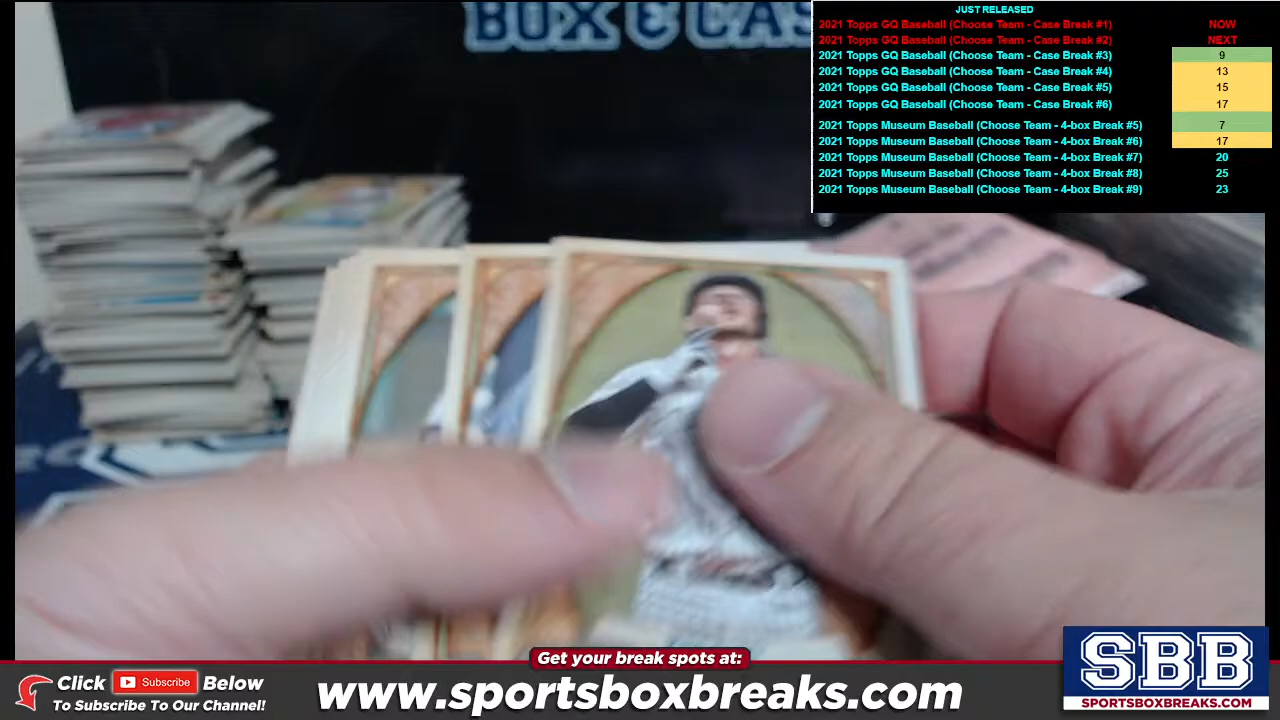 BOX & CAS
JUST RELEASED
2021 Topps GQ Baseball (Choose Team - Case Break #1) NOW
2021 Topps GQ Baseball (Choose Team - Case Break #2) NEXT
2021 Topps GQ Baseball (Choose Team - Case Break #3) 9
2021 Topps GQ Baseball (Choose Team - Case Break #4) 13
2021 Topps GQ Baseball (Choose Team - Case Break #5) 15
2021 Topps GQ Baseball (Choose Team - Case Break #6) 17
2021 Topps Museum Baseball (Choose Team - 4-box Break #5) 7
2021 Topps Museum Baseball (Choose Team - 4-box Break #6) 17
2021 Topps Museum Baseball (Choose Team - 4-box Break #7) 20
2021 Topps Museum Baseball (Choose Team - 4-box Break #8) 25
2021 Topps Museum Baseball (Choose Team - 4-box Break #9) 23
Get your break spots at:
Click Subscribe Below
To Subscribe To Our Channel!
www.sportsboxbreaks.com
SBB
SPORTSBOXBREAKS.COM